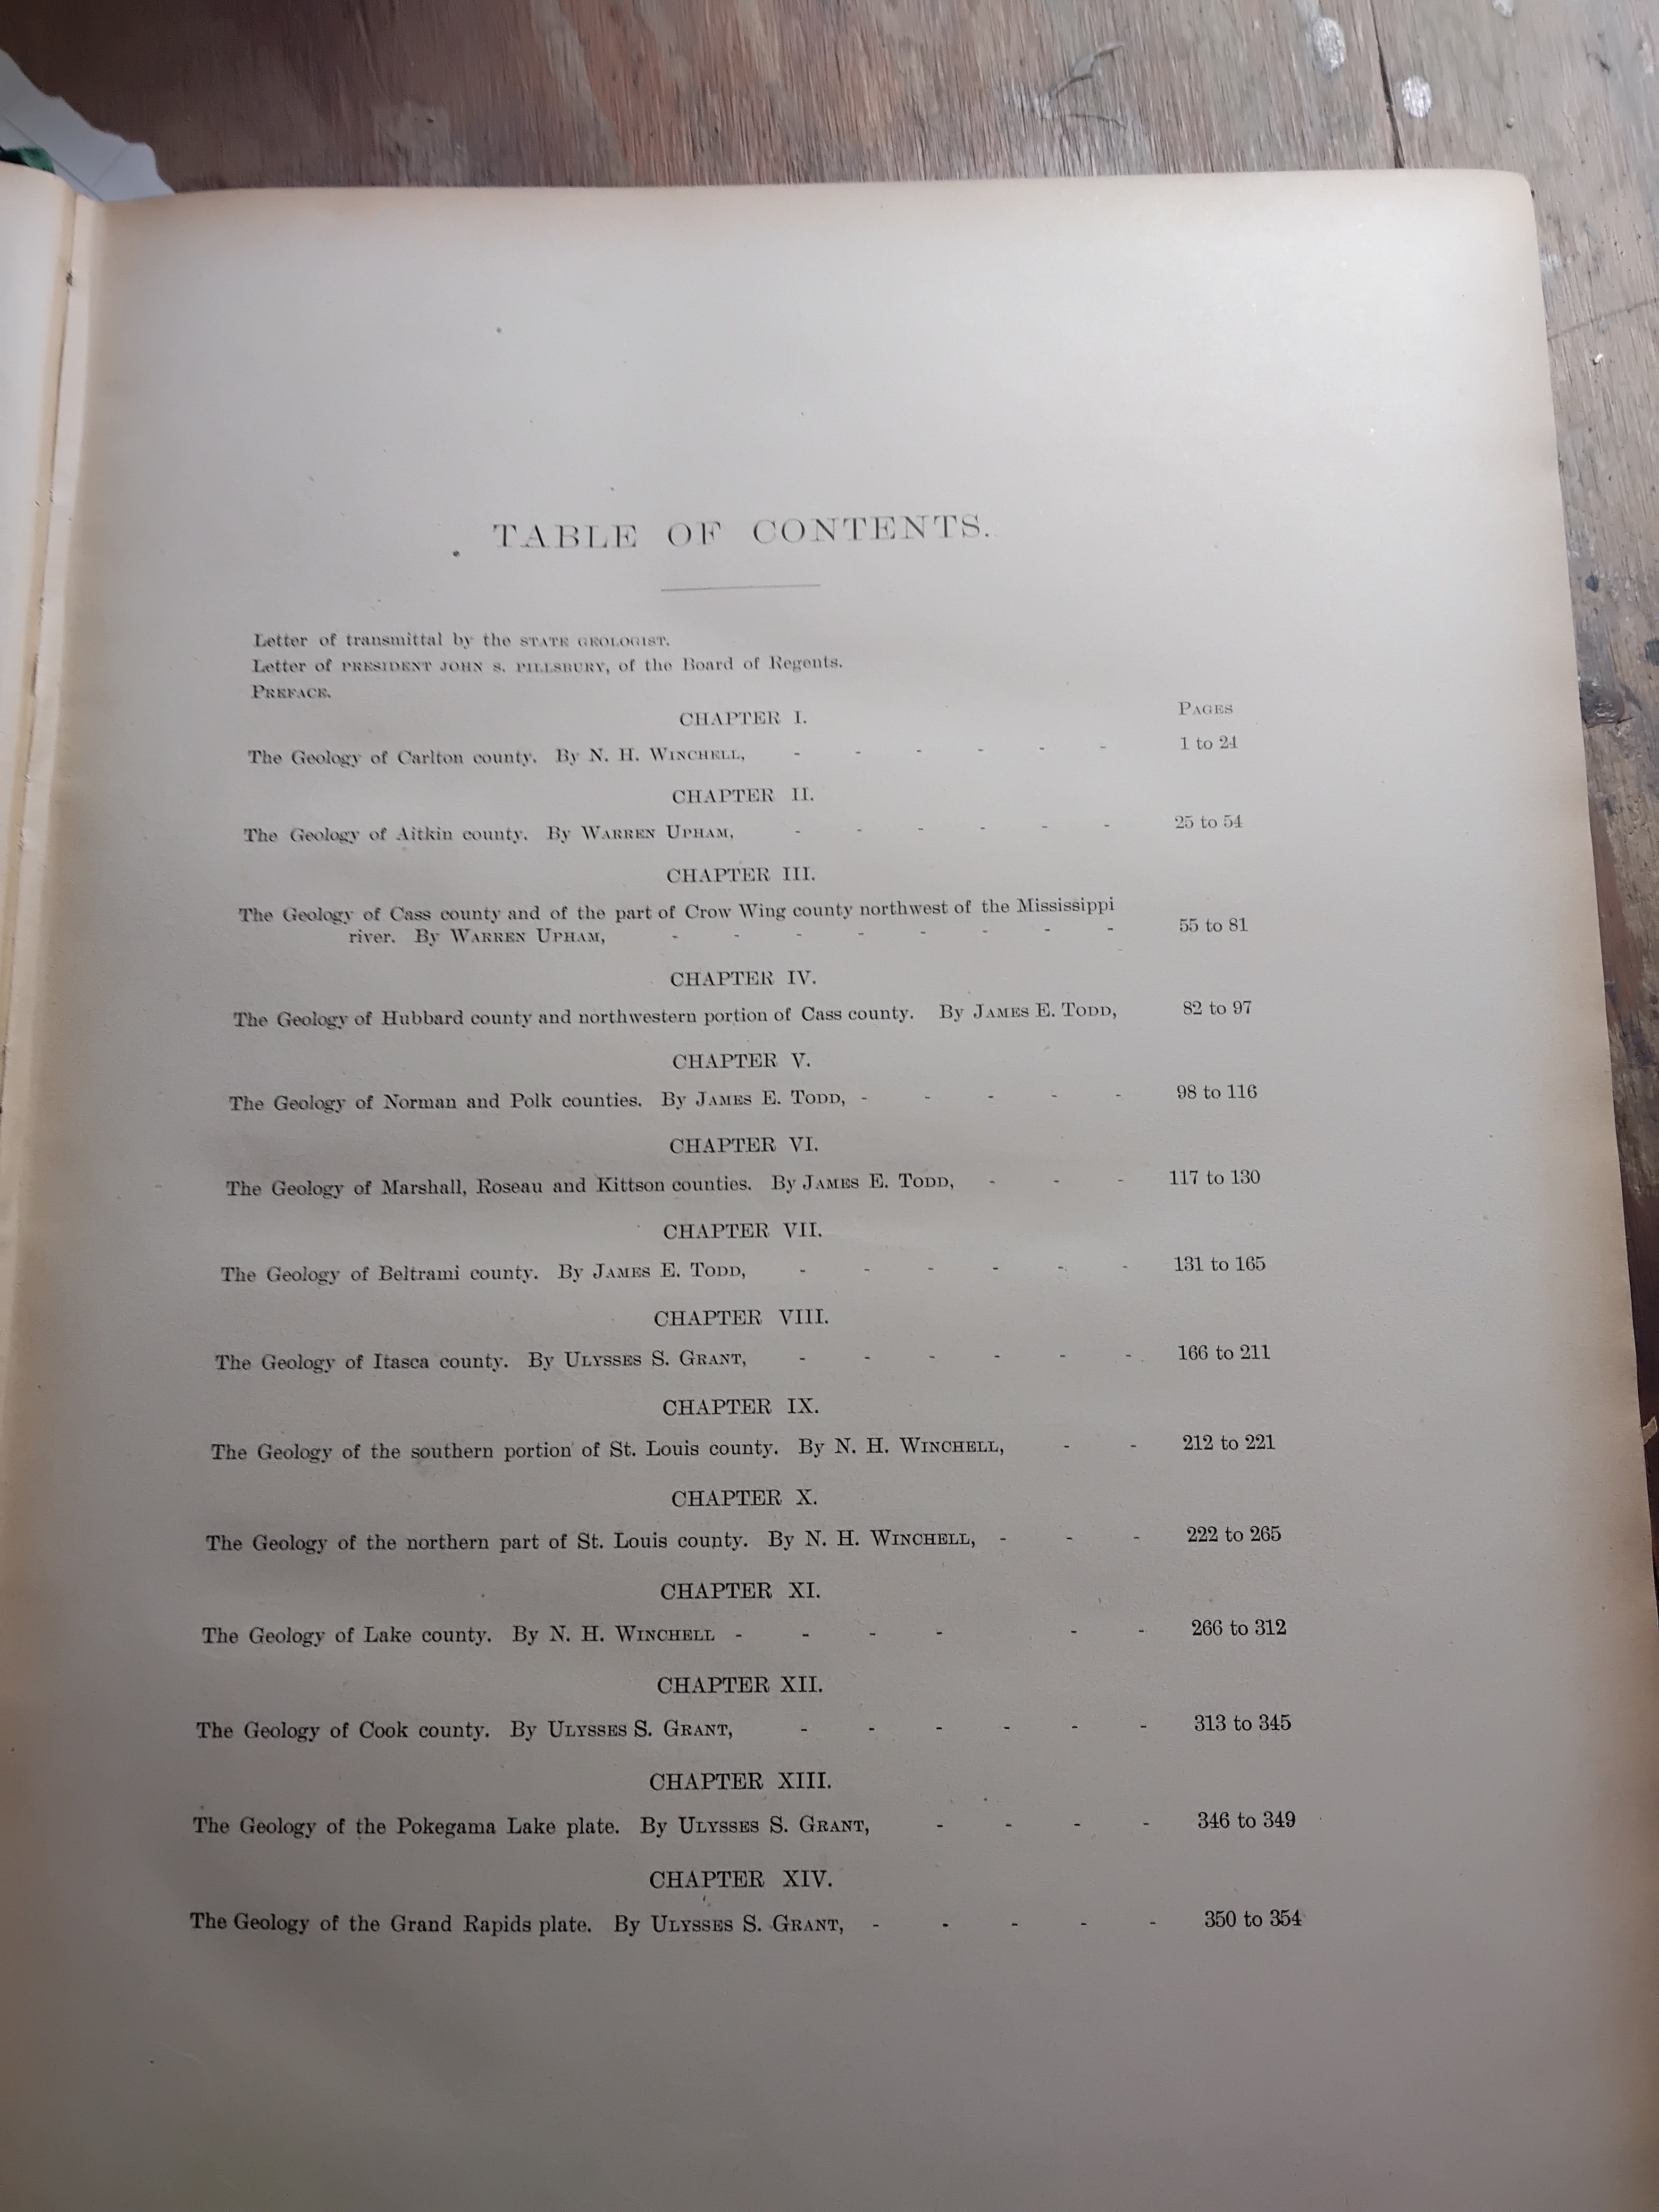 TABLE OF CONTENTS.
Letter of transmittal by the STATE GEOLOGIST.
Letter of PRESIDENT JOHN S. PILLSBURY, of the Board of Regents.
PREFACE.
PAGES
CHAPTER I.
The Geology of Carlton county. By N. H. WINCHELL, - - - - - - 1 to 24
CHAPTER II.
The Geology of Aitkin county. By WARREN UPHAM, - - - - - - 25 to 54
CHAPTER III.
The Geology of Cass county and of the part of Crow Wing county northwest of the Mississippi
river. By WARREN UPHAM, - - - - - - - - 55 to 81
CHAPTER IV.
The Geology of Hubbard county and northwestern portion of Cass county. By JAMES E. TODD, 82 to 97
CHAPTER V.
The Geology of Norman and Polk counties. By JAMES E. TODD, - - - - - 98 to 116
CHAPTER VI.
The Geology of Marshall, Roseau and Kittson counties. By JAMES E. TODD, - - - 117 to 130
CHAPTER VII.
The Geology of Beltrami county. By JAMES E. TODD, - - - - - - 131 to 165
CHAPTER VIII.
The Geology of Itasca county. By ULYSSES S. GRANT, - - - - - - 166 to 211
CHAPTER IX.
The Geology of the southern portion of St. Louis county. By N. H. WINCHELL, - - 212 to 221
CHAPTER X.
The Geology of the northern part of St. Louis county. By N. H. WINCHELL, - - - 222 to 265
CHAPTER XI.
The Geology of Lake county. By N. H. WINCHELL - - - - - - 266 to 312
CHAPTER XII.
The Geology of Cook county. By ULYSSES S. GRANT, - - - - - - 313 to 345
CHAPTER XIII.
The Geology of the Pokegama Lake plate. By ULYSSES S. GRANT, - - - - 346 to 349
CHAPTER XIV.
The Geology of the Grand Rapids plate. By ULYSSES S. GRANT, - - - - - 350 to 354